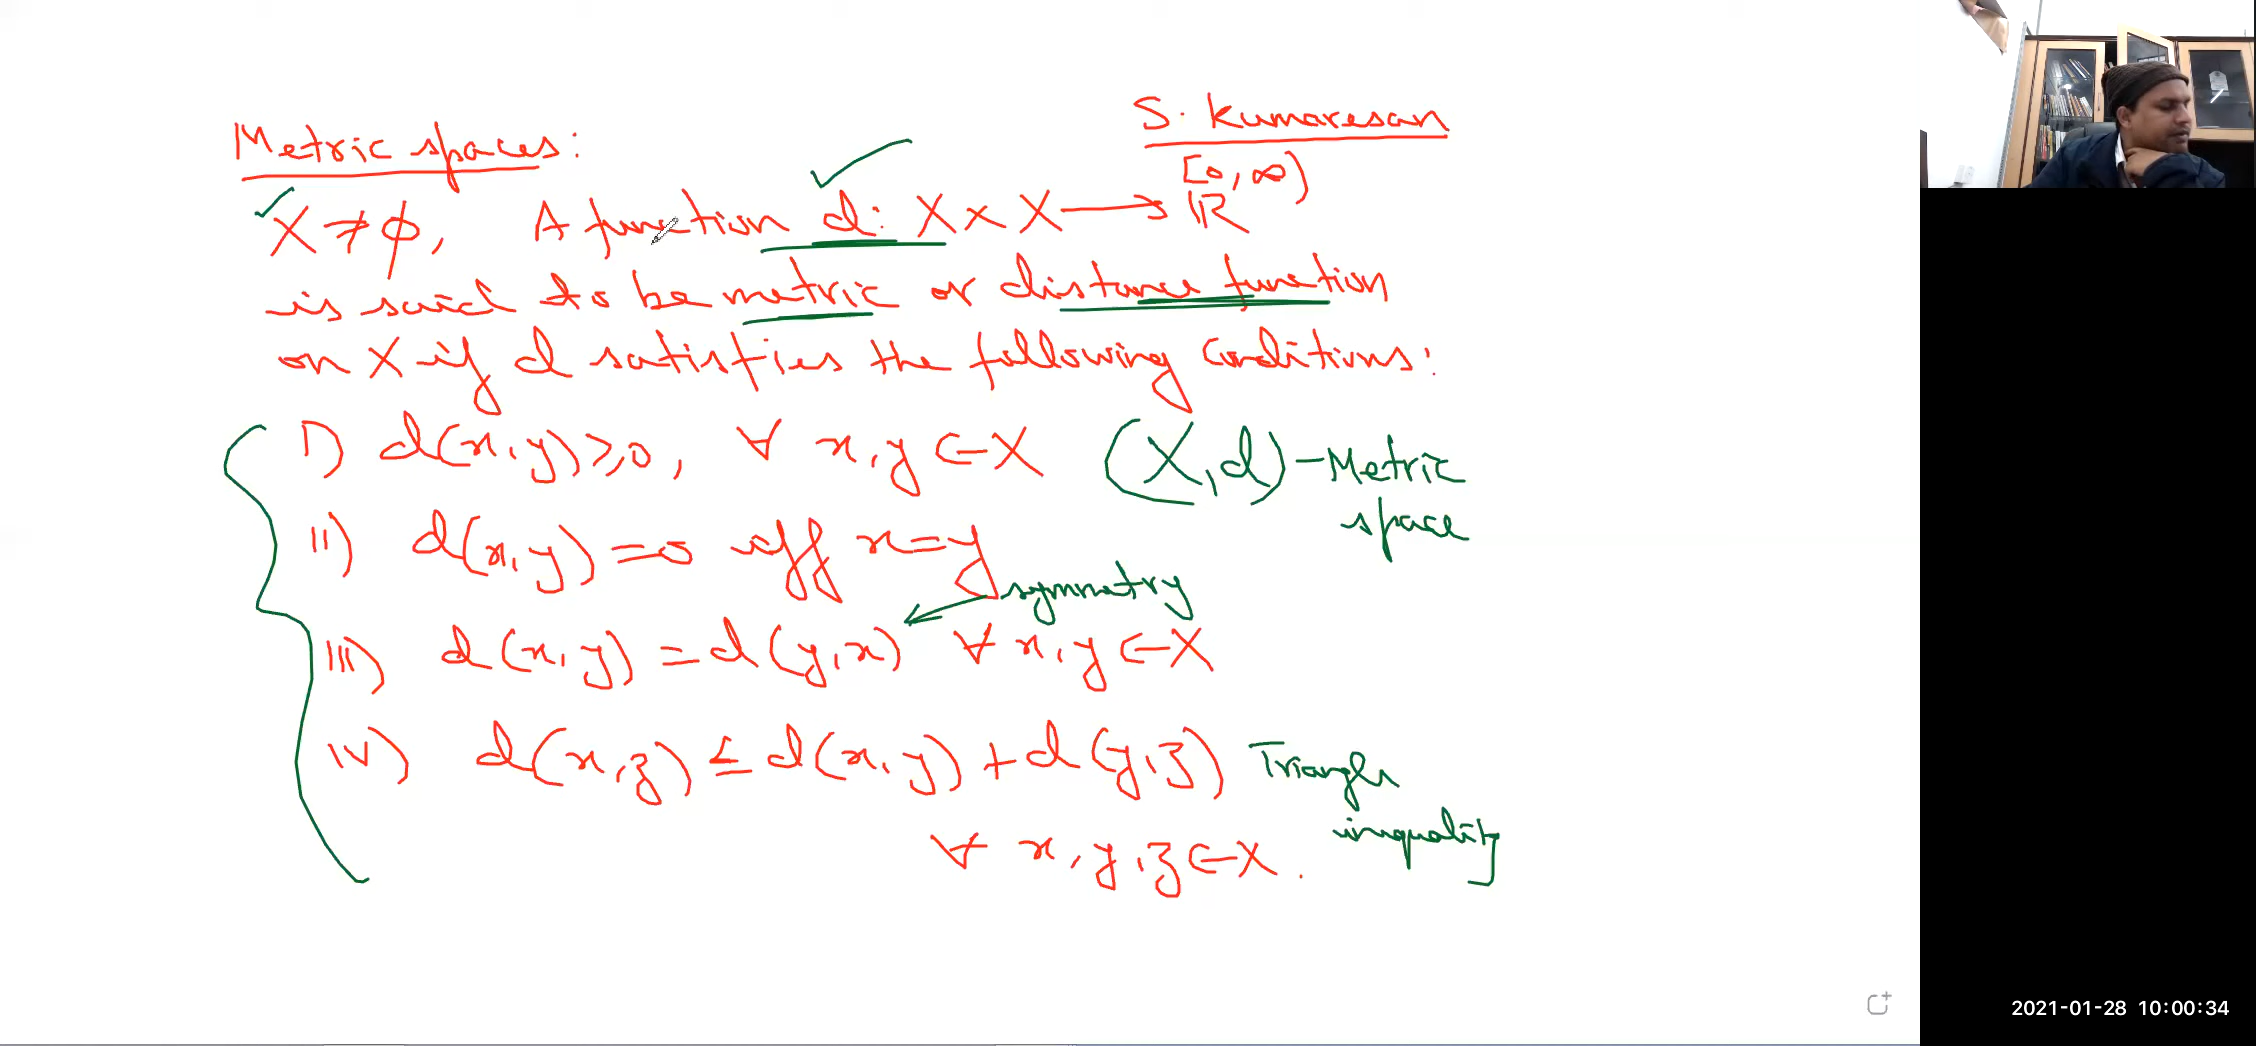 S. Kumaresan
Metric spaces:
[0, ∞)
X ≠ φ, A function d: X × X ⟶ ℝ
is said to be metric or distance function
on X if d satisfies the following conditions:
I) d(x, y) ≥ 0, ∀ x, y ∈ X (X, d) - Metric
space
II) d(x, y) = 0 iff x = y
symmetry
III) d(x, y) = d(y, x) ∀ x, y ∈ X
IV) d(x, z) ≤ d(x, y) + d(y, z) Triangle
inequality
∀ x, y, z ∈ X.
2021-01-28 10:00:34